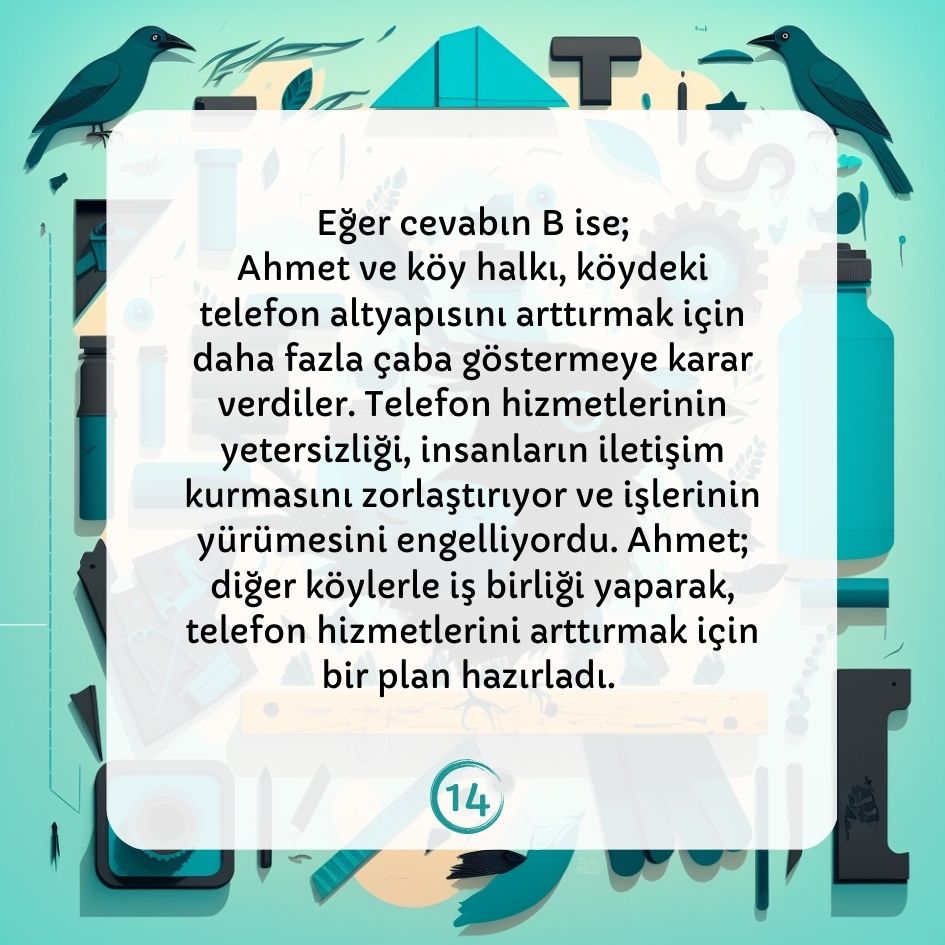 Eğer cevabın B ise;
Ahmet ve köy halkı, köydeki
telefon altyapısını arttırmak için
daha fazla çaba göstermeye karar
verdiler. Telefon hizmetlerinin
yetersizliği, insanların iletişim
kurmasını zorlaştırıyor ve işlerinin
yürümesini engelliyordu. Ahmet;
diğer köylerle iş birliği yaparak,
telefon hizmetlerini arttırmak için
bir plan hazırladı.
14